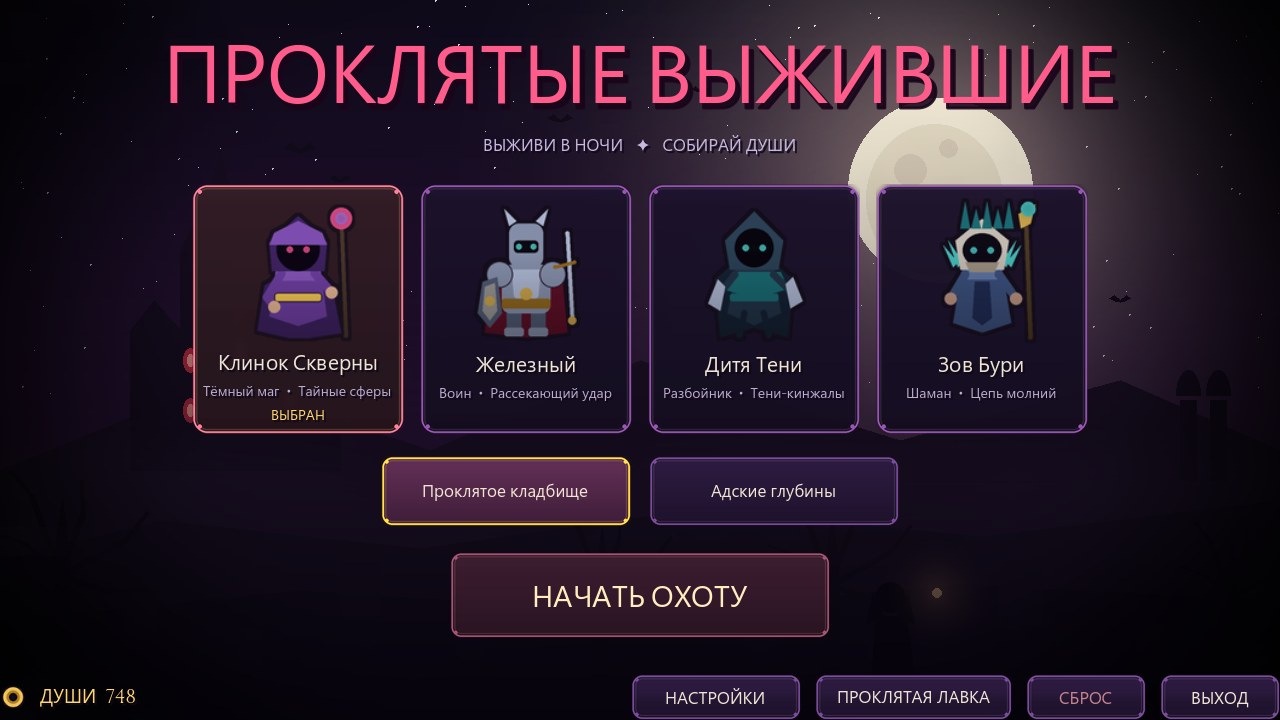 ПРОКЛЯТЫЕ ВЫЖИВШИЕ
ВЫЖИВИ В НОЧИ ✦ СОБИРАЙ ДУШИ
Клинок Скверны
Тёмный маг • Тайные сферы
ВЫБРАН
Железный
Воин • Рассекающий удар
Дитя Тени
Разбойник • Тени-кинжалы
Зов Бури
Шаман • Цепь молний
Проклятое кладбище
Адские глубины
НАЧАТЬ ОХОТУ
ДУШИ 748
НАСТРОЙКИ
ПРОКЛЯТАЯ ЛАВКА
СБРОС
ВЫХОД